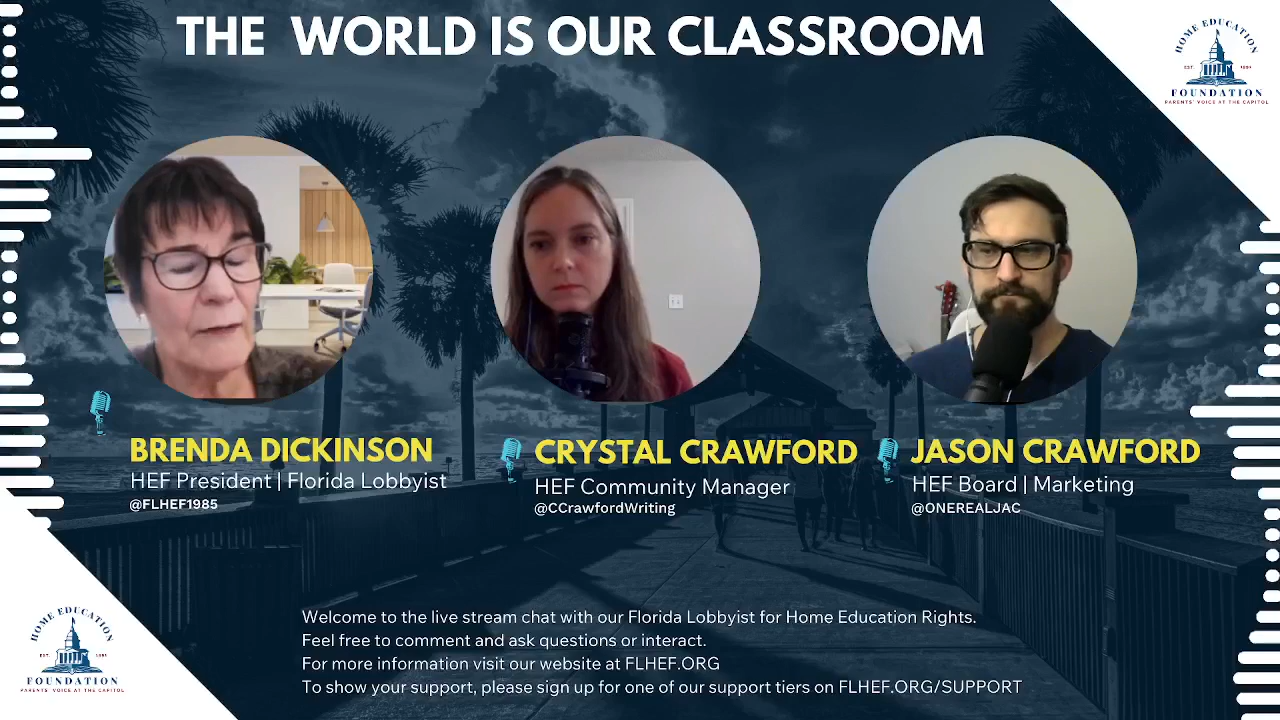 THE WORLD IS OUR CLASSROOM
HOME EDUCATION
EST. 1985
FOUNDATION
PARENTS' VOICE AT THE CAPITOL
BRENDA DICKINSON
HEF President | Florida Lobbyist
@FLHEF1985
CRYSTAL CRAWFORD
HEF Community Manager
@CCrawfordWriting
JASON CRAWFORD
HEF Board | Marketing
@ONEREALJAC
Welcome to the live stream chat with our Florida Lobbyist for Home Education Rights.
Feel free to comment and ask questions or interact.
For more information visit our website at FLHEF.ORG
To show your support, please sign up for one of our support tiers on FLHEF.ORG/SUPPORT
HOME EDUCATION
EST. 1985
FOUNDATION
PARENTS' VOICE AT THE CAPITOL